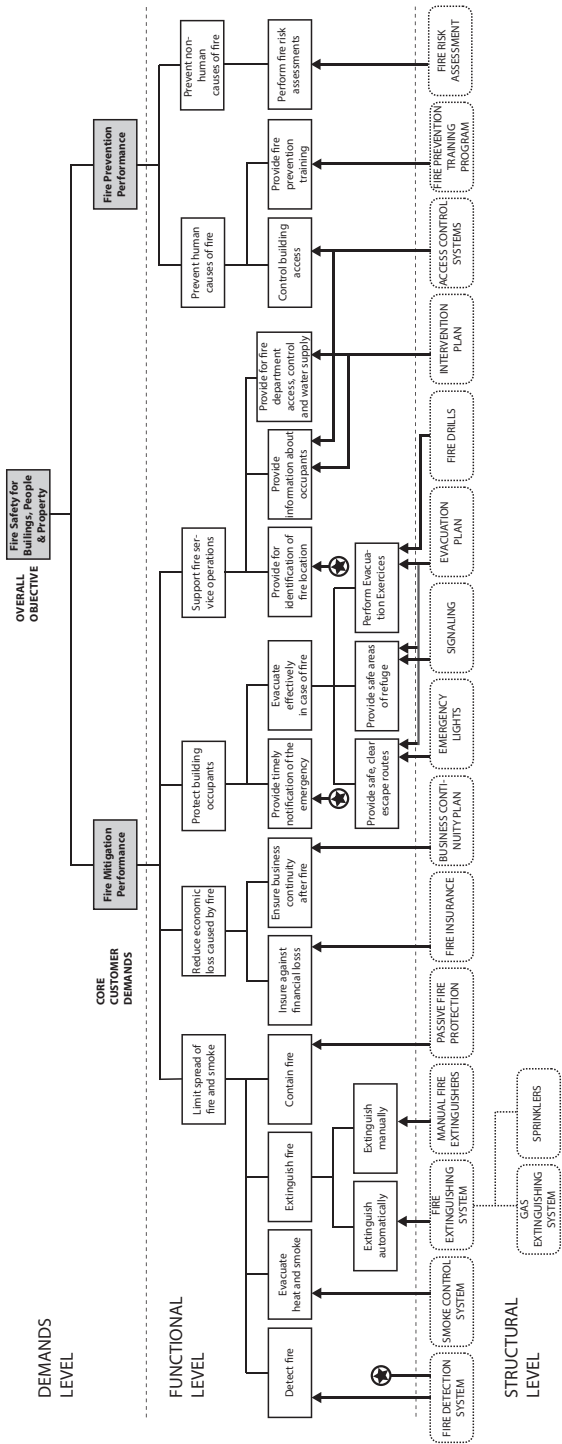 OVERALL
OBJECTIVE
Fire Safety for
Builings, People
& Property
DEMANDS
LEVEL
CORE
CUSTOMER
DEMANDS
Fire Mitigation
Performance
Fire Prevention
Performance
FUNCTIONAL
LEVEL
Limit spread of
fire and smoke
Reduce economic
loss caused by fire
Protect building
occupants
Support fire ser-
vice operations
Prevent human
causes of fire
Prevent non-
human
causes of fire
Detect fire
Evacuate
heat and smoke
Extinguish fire
Contain fire
Insure against
financial losss
Ensure business
continuity
after fire
Provide timely
notification of the
emergency
Evacuate
effectively
in case of fire
Provide for
identification of
fire location
Provide
information about
occupants
Provide for fire
department
access, control
and water supply
Control building
access
Provide fire
prevention
training
Perform fire risk
assessments
Extinguish
automatically
Extinguish
manually
Provide safe, clear
escape routes
Provide safe areas
of refuge
Perform Evacua-
tion Exercices
STRUCTURAL
LEVEL
FIRE DETECTION
SYSTEM
SMOKE CONTROL
SYSTEM
FIRE
EXTINGUISHING
SYSTEM
MANUAL FIRE
EXTINGUISHERS
PASSIVE FIRE
PROTECTION
FIRE INSURANCE
BUSINESS CONTI-
NUITY PLAN
EMERGENCY
LIGHTS
SIGNALING
EVACUATION
PLAN
FIRE DRILLS
INTERVENTION
PLAN
ACCESS CONTROL
SYSTEMS
FIRE PREVENTION
TRAINING
PROGRAM
FIRE RISK
ASSESSMENT
GAS
EXTINGUISHING
SYSTEM
SPRINKLERS